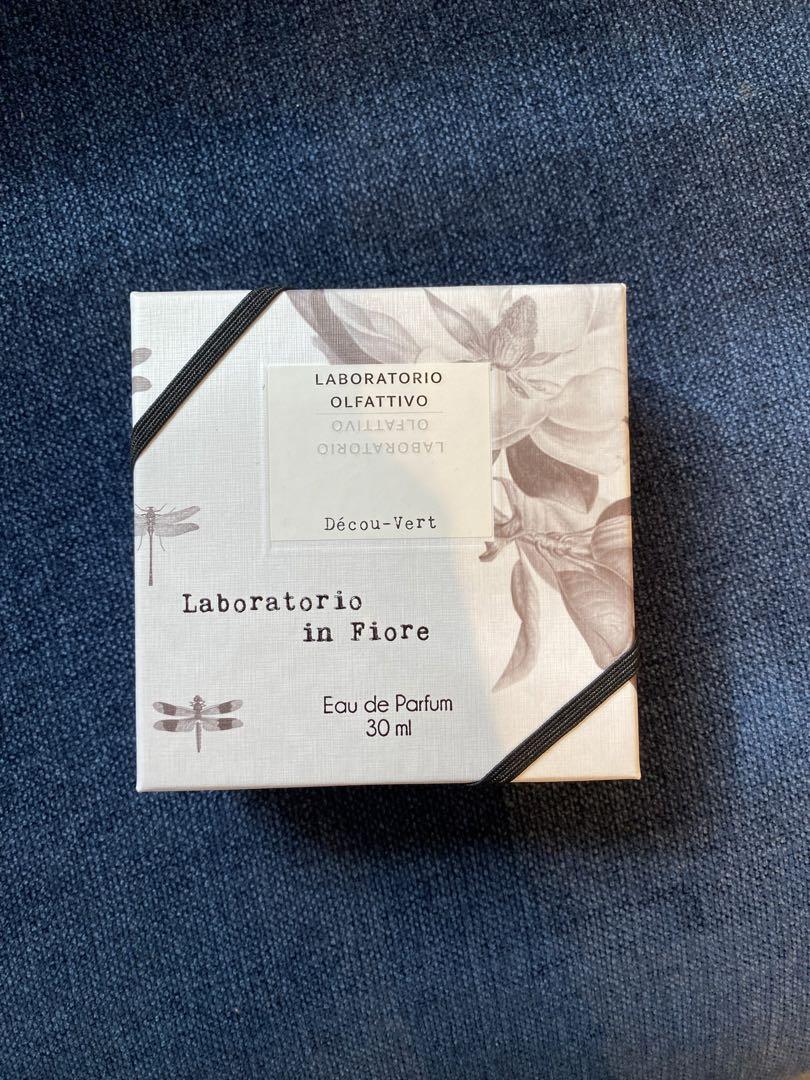 LABORATORIO
OLFATTIVO
OLFATTIVO
LABORATORIO
Décou-Vert
Laboratorio
in Fiore
Eau de Parfum
30 ml